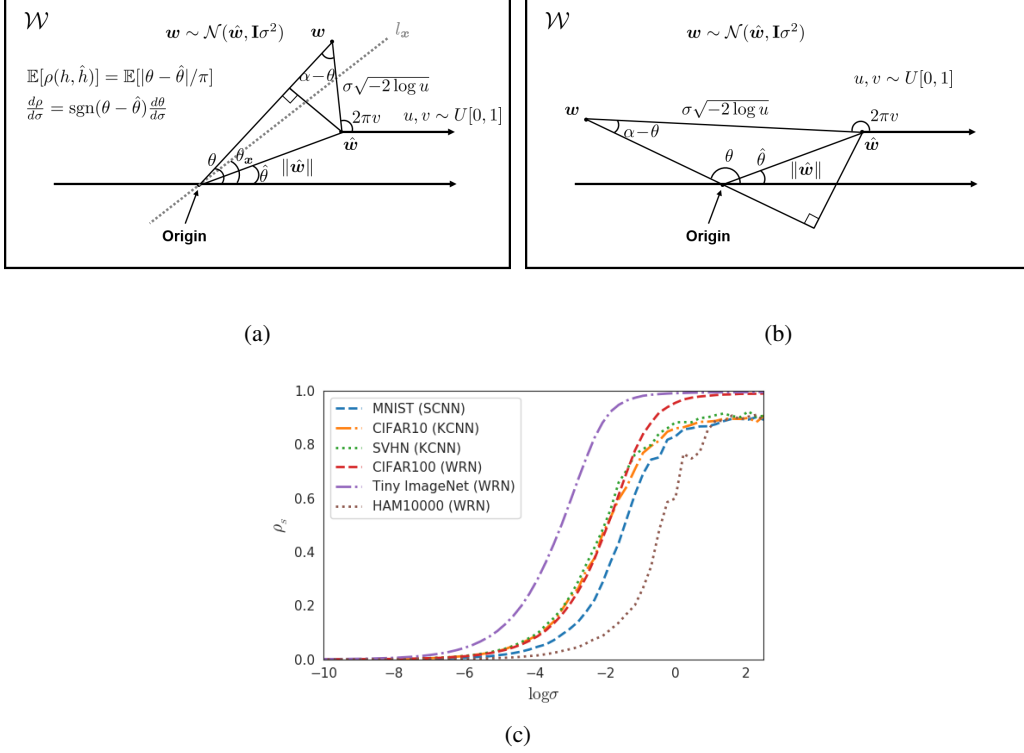 𝒲
w ∼ 𝒩(ŵ, Iσ²)
w
l_x
𝔼[ρ(h, ĥ)] = 𝔼[|θ − θ̂|/π]
dρ/dσ = sgn(θ − θ̂) dθ/dσ
α−θ
σ√−2 log u
u, v ∼ U[0, 1]
2πv
ŵ
θ
θ_x
θ̂
‖ŵ‖
Origin
(a)
𝒲
w ∼ 𝒩(ŵ, Iσ²)
u, v ∼ U[0, 1]
w
σ√−2 log u
2πv
α−θ
ŵ
θ
θ̂
‖ŵ‖
Origin
(b)
1.0
0.8
0.6
0.4
0.2
0.0
ρ_s
MNIST (SCNN)
CIFAR10 (KCNN)
SVHN (KCNN)
CIFAR100 (WRN)
Tiny ImageNet (WRN)
HAM10000 (WRN)
−10 −8 −6 −4 −2 0 2
logσ
(c)